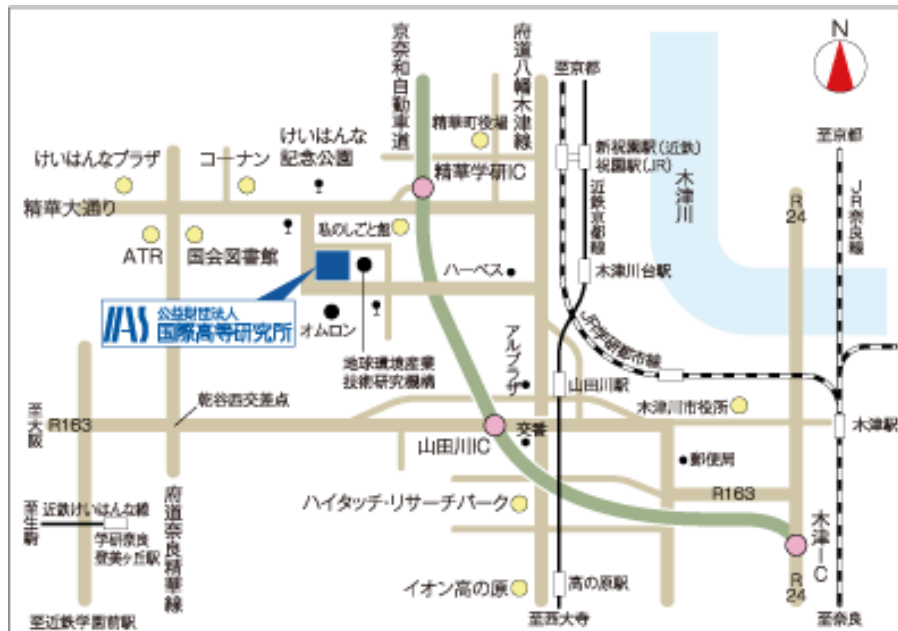 N
京奈和自動車道
府道八幡木津線
至京都
精華町役場
けいはんなプラザ
コーナン
けいはんな
記念公園
精華学研IC
新祝園駅(近鉄)
祝園駅(JR)
至京都
木津川
JR奈良線
R
24
近鉄京都線
精華大通り
私のしごと館
ATR
国会図書館
ハーベス
木津川台駅
IIAS
公益財団法人
国際高等研究所
オムロン
地球環境産業
技術研究機構
アルプラザ
JR学研都市線
山田川駅
木津川市役所
乾谷西交差点
至大阪
R163
山田川IC
交番
木津駅
郵便局
R163
ハイタッチ・リサーチパーク
木津IC
至生駒
近鉄けいはんな線
学研奈良
登美ヶ丘駅
府道奈良精華線
イオン高の原
高の原駅
R
24
至近鉄学園前駅
至西大寺
至奈良